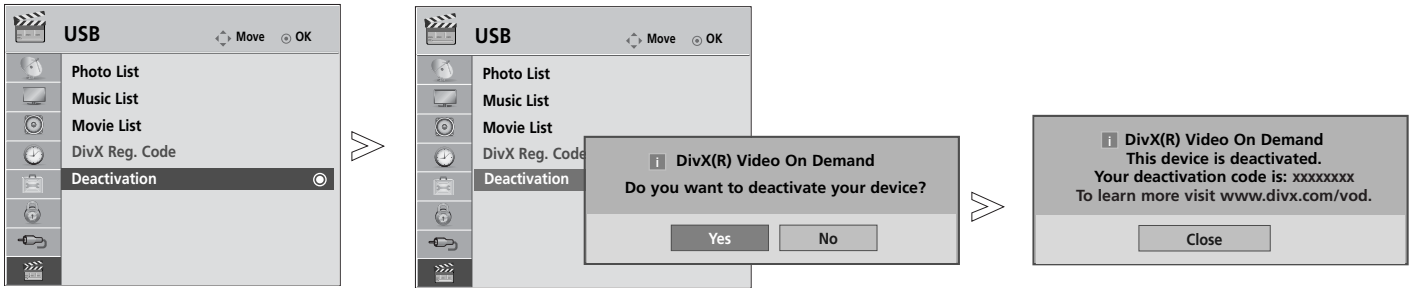 USB
Move
OK
Photo List
Music List
Movie List
DivX Reg. Code
Deactivation
USB
Move
OK
Photo List
Music List
Movie List
DivX Reg. Code
Deactivation
i DivX(R) Video On Demand
Do you want to deactivate your device?
Yes
No
i DivX(R) Video On Demand
This device is deactivated.
Your deactivation code is: xxxxxxxx
To learn more visit www.divx.com/vod.
Close